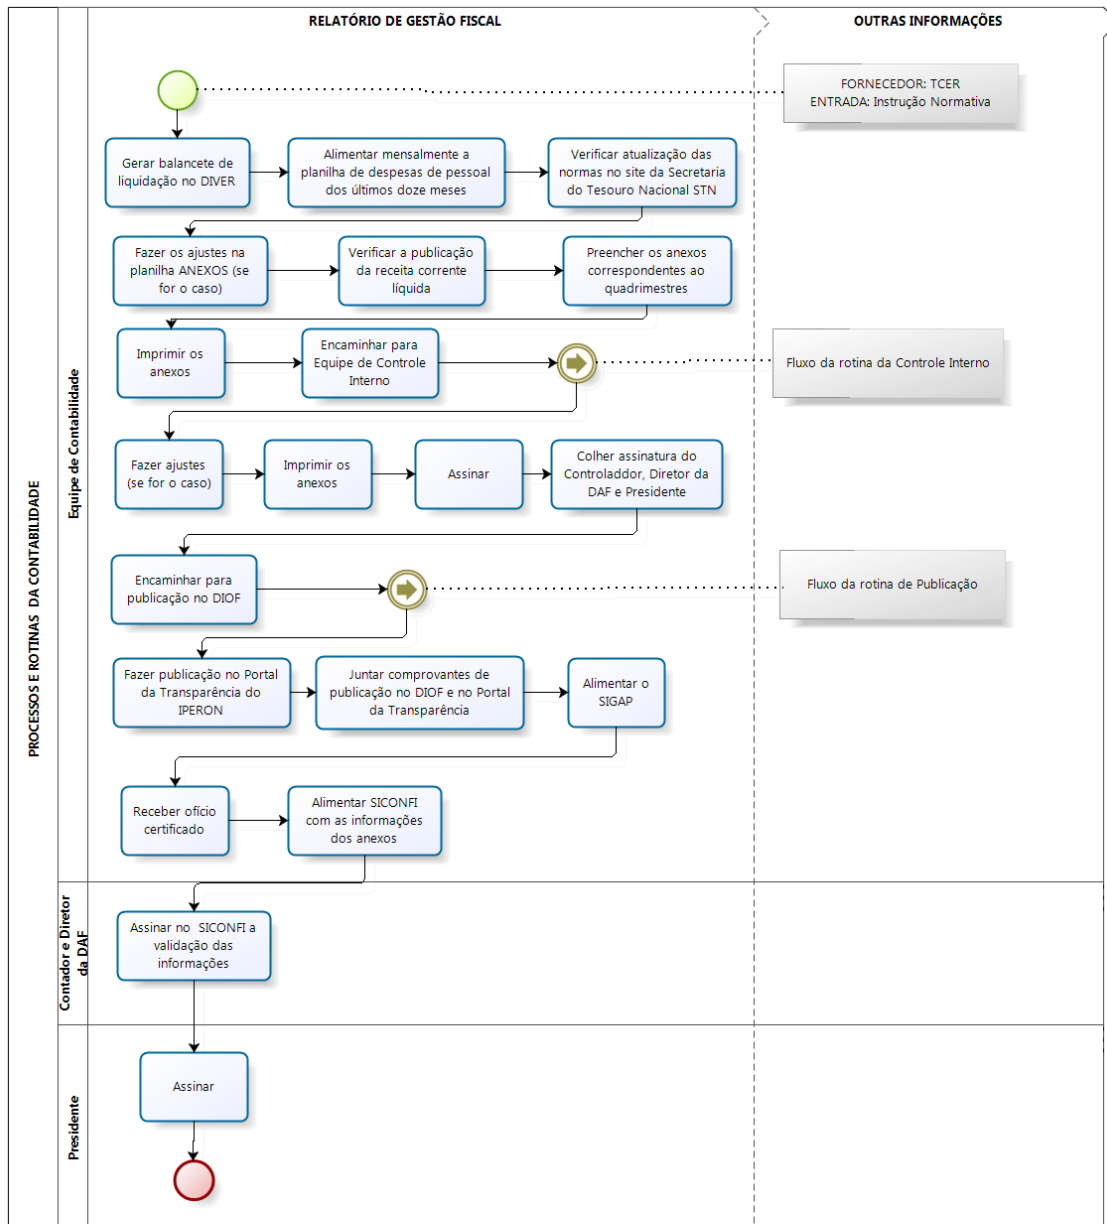 RELATÓRIO DE GESTÃO FISCAL
OUTRAS INFORMAÇÕES
PROCESSOS E ROTINAS DA CONTABILIDADE
Equipe de Contabilidade
FORNECEDOR: TCER
ENTRADA: Instrução Normativa
Gerar balancete de
liquidação no DIVER
Alimentar mensalmente a
planilha de despesas de pessoal
dos últimos doze meses
Verificar atualização das
normas no site da Secretaria
do Tesouro Nacional STN
Fazer os ajustes na
planilha ANEXOS (se
for o caso)
Verificar a publicação
da receita corrente
líquida
Preencher os anexos
correspondentes ao
quadrimestres
Imprimir os
anexos
Encaminhar para
Equipe de Controle
Interno
Fluxo da rotina da Controle Interno
Fazer ajustes
(se for o caso)
Imprimir os
anexos
Assinar
Colher assinatura do
Controladdor, Diretor da
DAF e Presidente
Encaminhar para
publicação no DIOF
Fluxo da rotina de Publicação
Fazer publicação no Portal
da Transparência do
IPERON
Juntar comprovantes de
publicação no DIOF e no Portal
da Transparência
Alimentar o
SIGAP
Receber ofício
certificado
Alimentar SICONFI
com as informações
dos anexos
Contador e Diretor
da DAF
Assinar no SICONFI a
validação das
informações
Presidente
Assinar